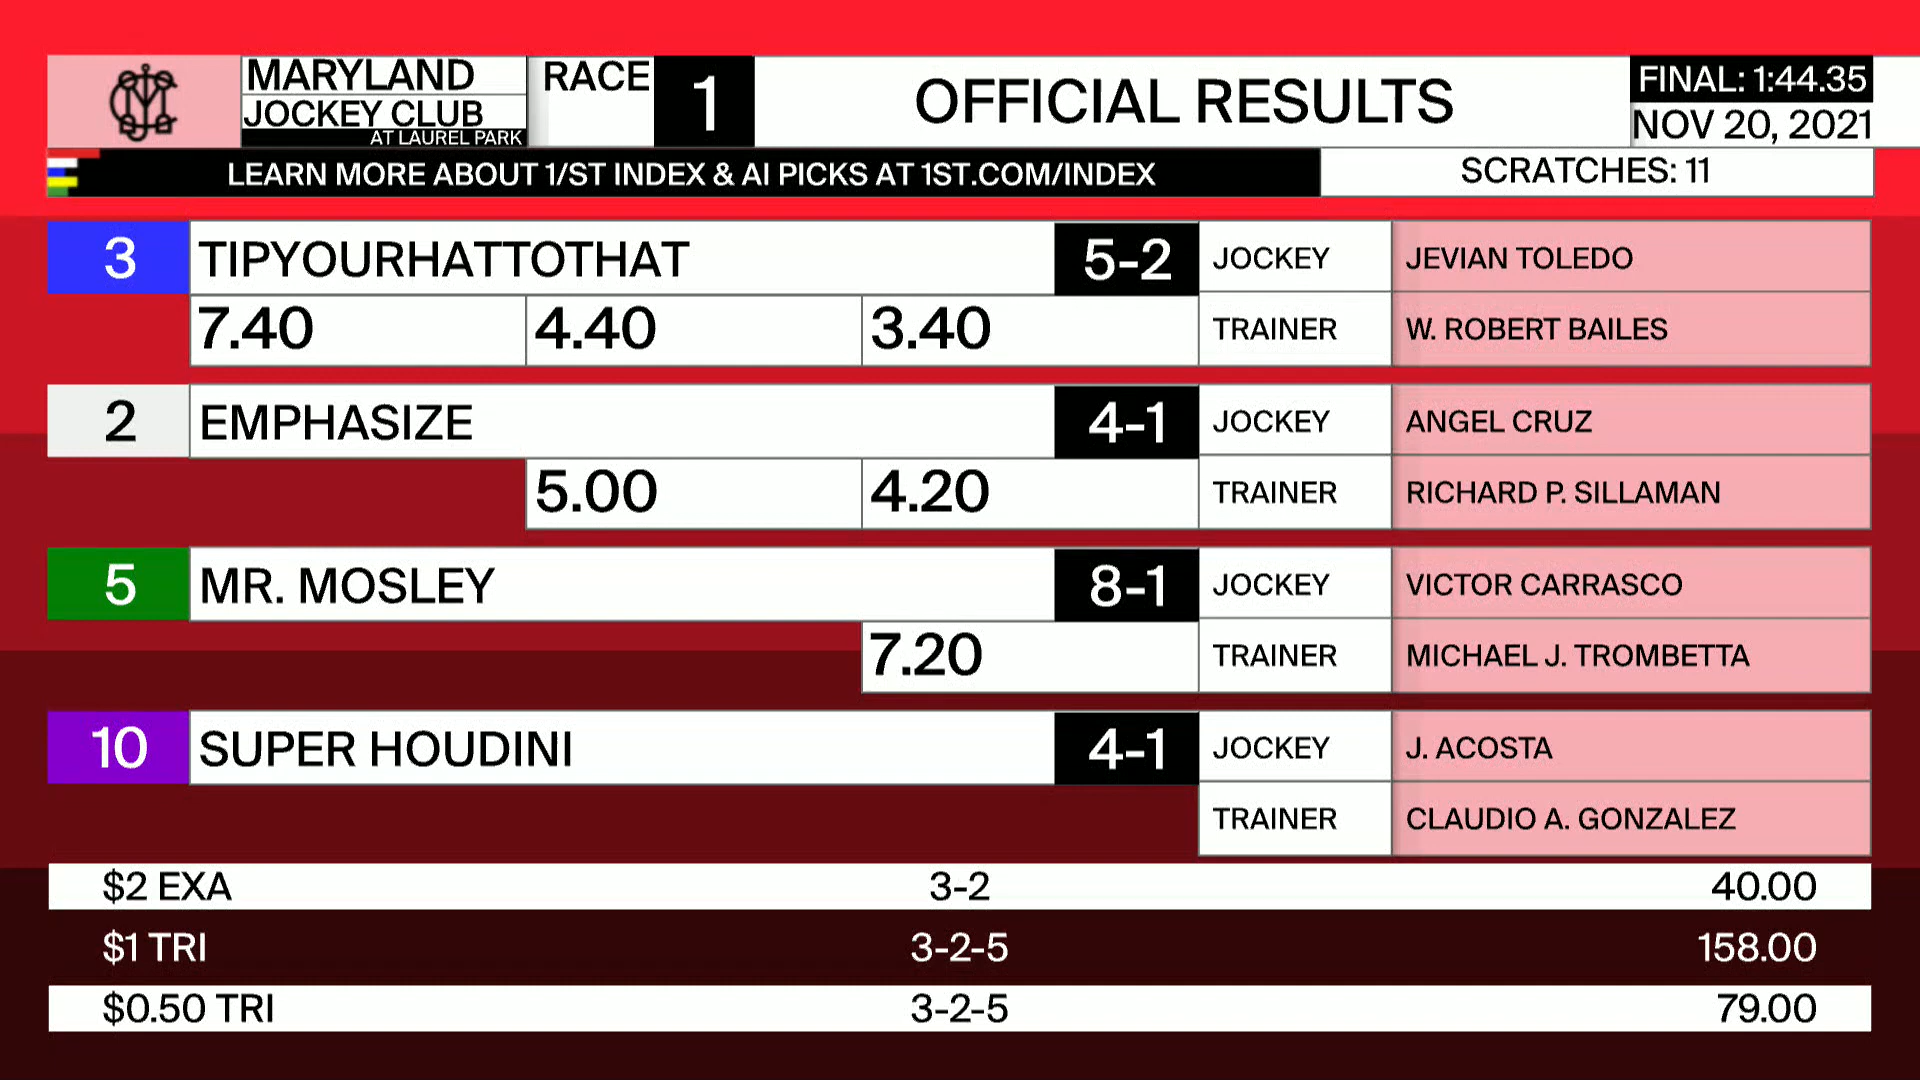 MARYLAND
JOCKEY CLUB
AT LAUREL PARK
RACE 1
OFFICIAL RESULTS
FINAL: 1:44.35
NOV 20, 2021
LEARN MORE ABOUT 1/ST INDEX & AI PICKS AT 1ST.COM/INDEX
SCRATCHES: 11
3 TIPYOURHATTOTHAT 5-2 JOCKEY JEVIAN TOLEDO
7.40 4.40 3.40 TRAINER W. ROBERT BAILES
2 EMPHASIZE 4-1 JOCKEY ANGEL CRUZ
5.00 4.20 TRAINER RICHARD P. SILLAMAN
5 MR. MOSLEY 8-1 JOCKEY VICTOR CARRASCO
7.20 TRAINER MICHAEL J. TROMBETTA
10 SUPER HOUDINI 4-1 JOCKEY J. ACOSTA
TRAINER CLAUDIO A. GONZALEZ
$2 EXA 3-2 40.00
$1 TRI 3-2-5 158.00
$0.50 TRI 3-2-5 79.00